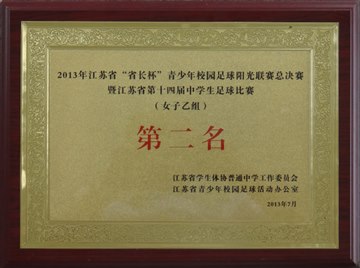 2013年江苏省“省长杯”青少年校园足球阳光联赛总决赛
暨江苏省第十四届中学生足球比赛
（女子乙组）
第二名
江苏省学生体协普通中学工作委员会
江苏省青少年校园足球活动办公室
2013年7月